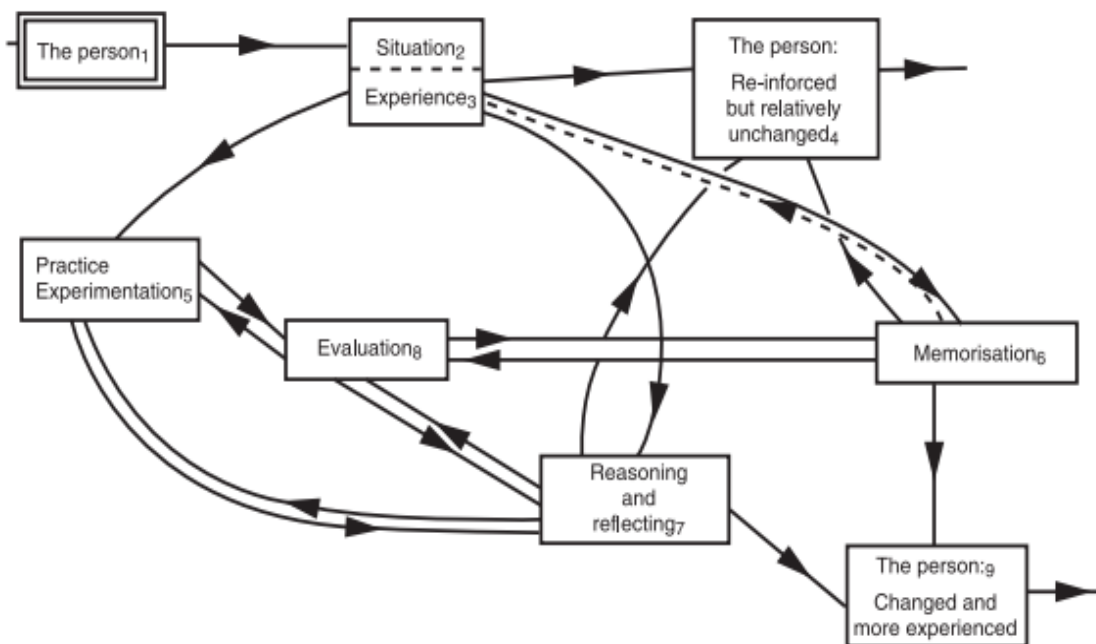 The person₁
Situation₂
Experience₃
The person:
Re-inforced
but relatively
unchanged₄
Practice
Experimentation₅
Evaluation₈
Memorisation₆
Reasoning
and
reflecting₇
The person:₉
Changed and
more experienced